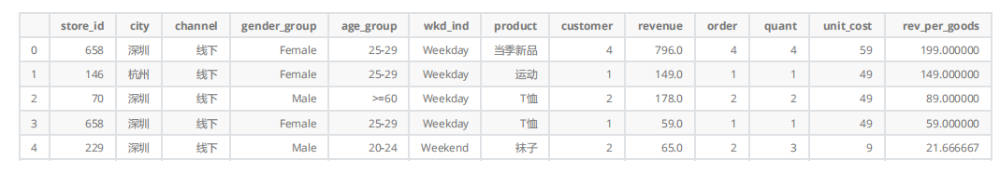 store_id city channel gender_group age_group wkd_ind product customer revenue order quant unit_cost rev_per_goods
0 658 深圳 线下 Female 25-29 Weekday 当季新品 4 796.0 4 4 59 199.000000
1 146 杭州 线下 Female 25-29 Weekday 运动 1 149.0 1 1 49 149.000000
2 70 深圳 线下 Male >=60 Weekday T恤 2 178.0 2 2 49 89.000000
3 658 深圳 线下 Female 25-29 Weekday T恤 1 59.0 1 1 49 59.000000
4 229 深圳 线下 Male 20-24 Weekend 袜子 2 65.0 2 3 9 21.666667